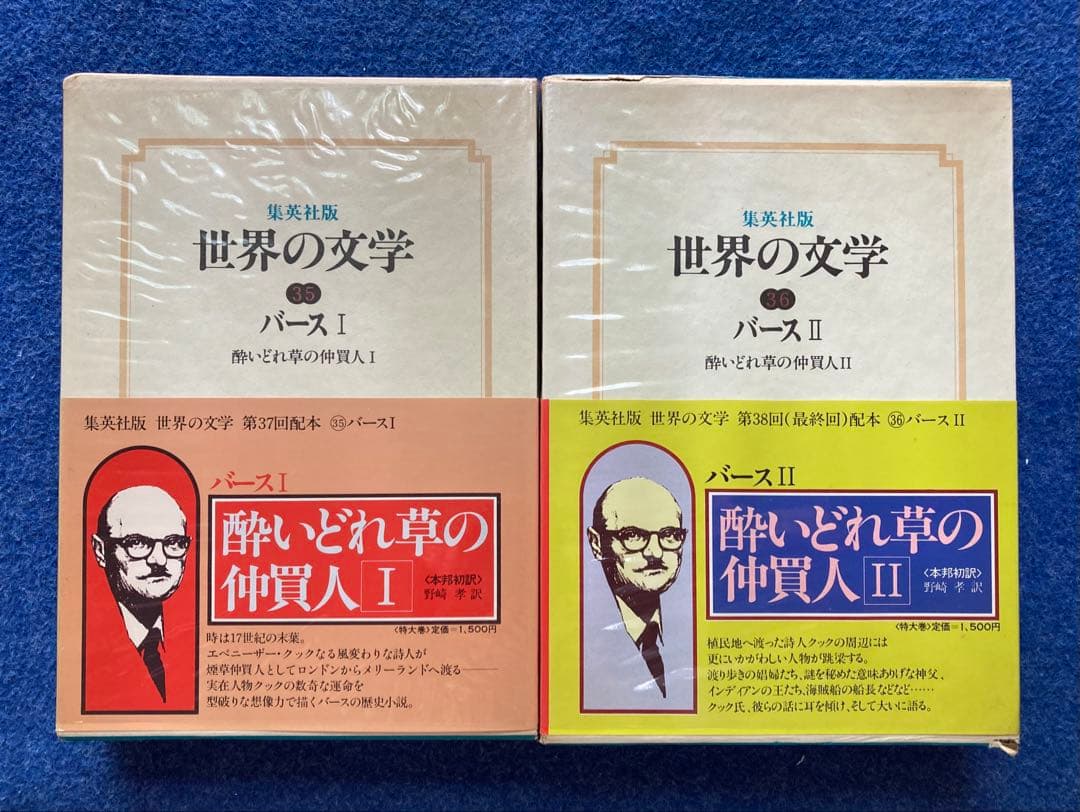 集英社版
世界の文学
35
バース I
酔いどれ草の仲買人 I
集英社版 世界の文学 第37回配本 ㉟バース I
バース I
酔いどれ草の
仲買人 I
〈本邦初訳〉
野崎 孝 訳
〈特大巻〉定価=1,500円
時は17世紀の末葉。
エベニーザー・クックなる風変わりな詩人が
煙草仲買人としてロンドンからメリーランドへ渡る——
実在人物クックの数奇な運命を
型破りな想像力で描くバースの歴史小説。
集英社版
世界の文学
36
バース II
酔いどれ草の仲買人 II
集英社版 世界の文学 第38回(最終回)配本 ㊱バース II
バース II
酔いどれ草の
仲買人 II
〈本邦初訳〉
野崎 孝 訳
〈特大巻〉定価=1,500円
植民地へ渡った詩人クックの周辺には
更にいかがわしい人物が跳梁する。
渡り歩きの娼婦たち、謎を秘めた意味ありげな神父、
インディアンの王たち、海賊船の船長などなど……
クック氏、彼らの話に耳を傾け、そして大いに語る。